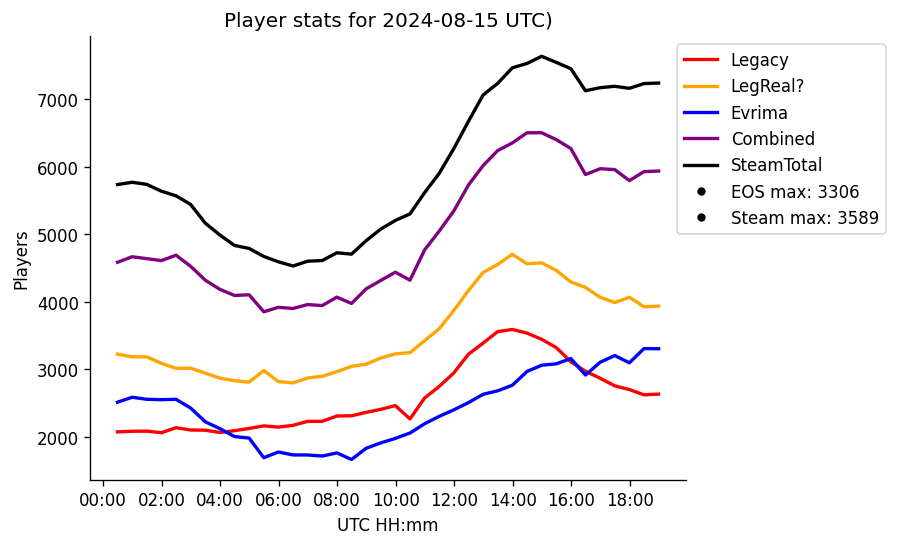 Player stats for 2024-08-15 UTC)
Legacy
LegReal?
Evrima
Combined
SteamTotal
EOS max: 3306
Steam max: 3589
Players
7000
6000
5000
4000
3000
2000
00:00 02:00 04:00 06:00 08:00 10:00 12:00 14:00 16:00 18:00
UTC HH:mm